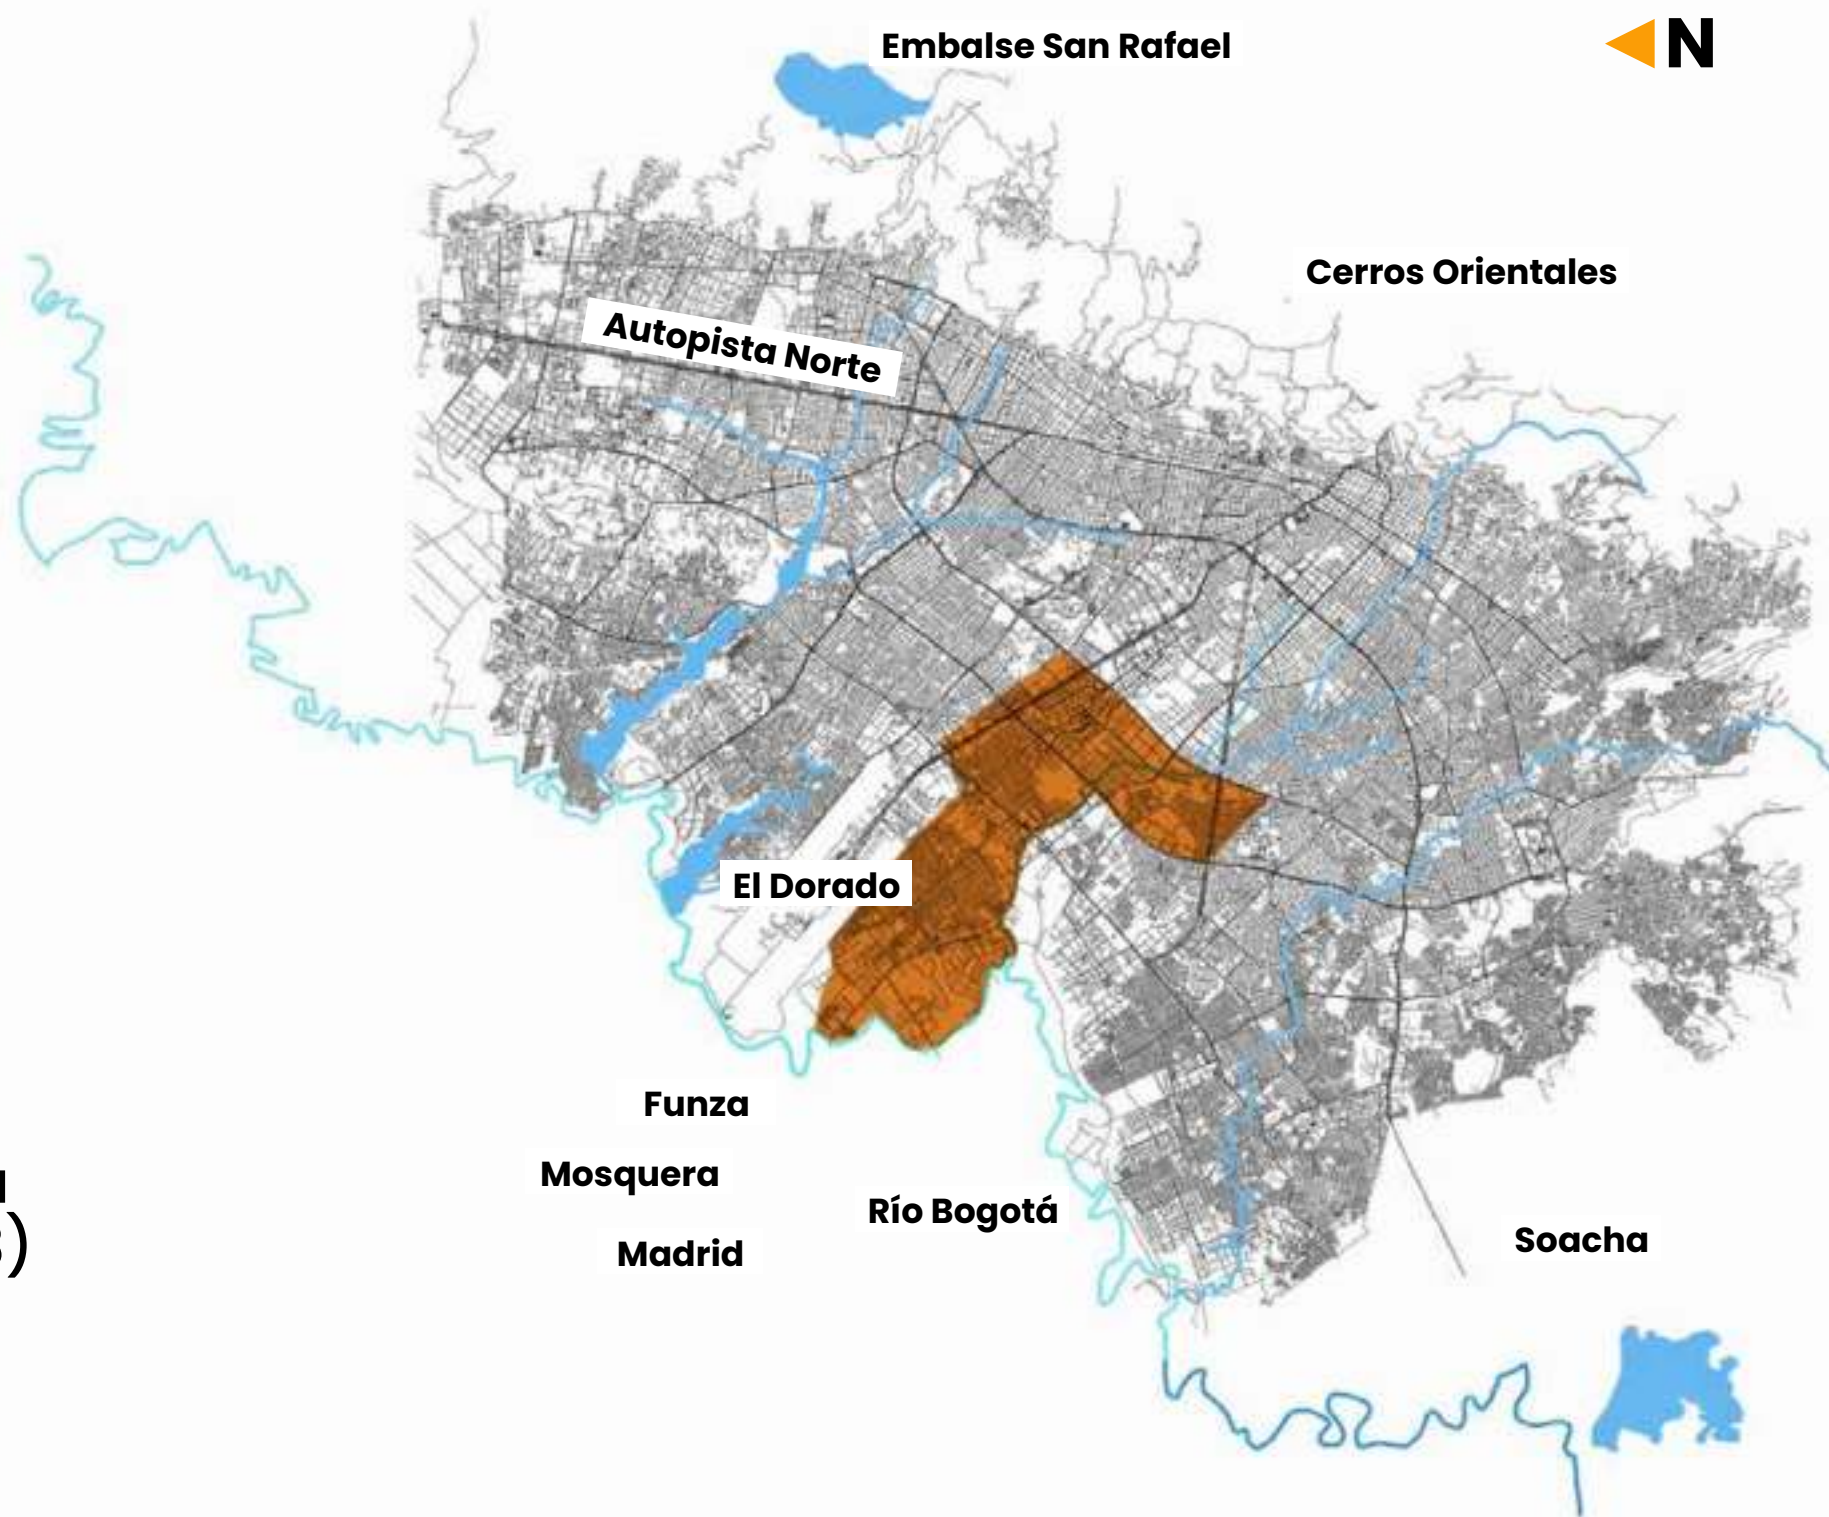 Embalse San Rafael
N
Cerros Orientales
Autopista Norte
El Dorado
Funza
Mosquera
Río Bogotá
Madrid
Soacha
)